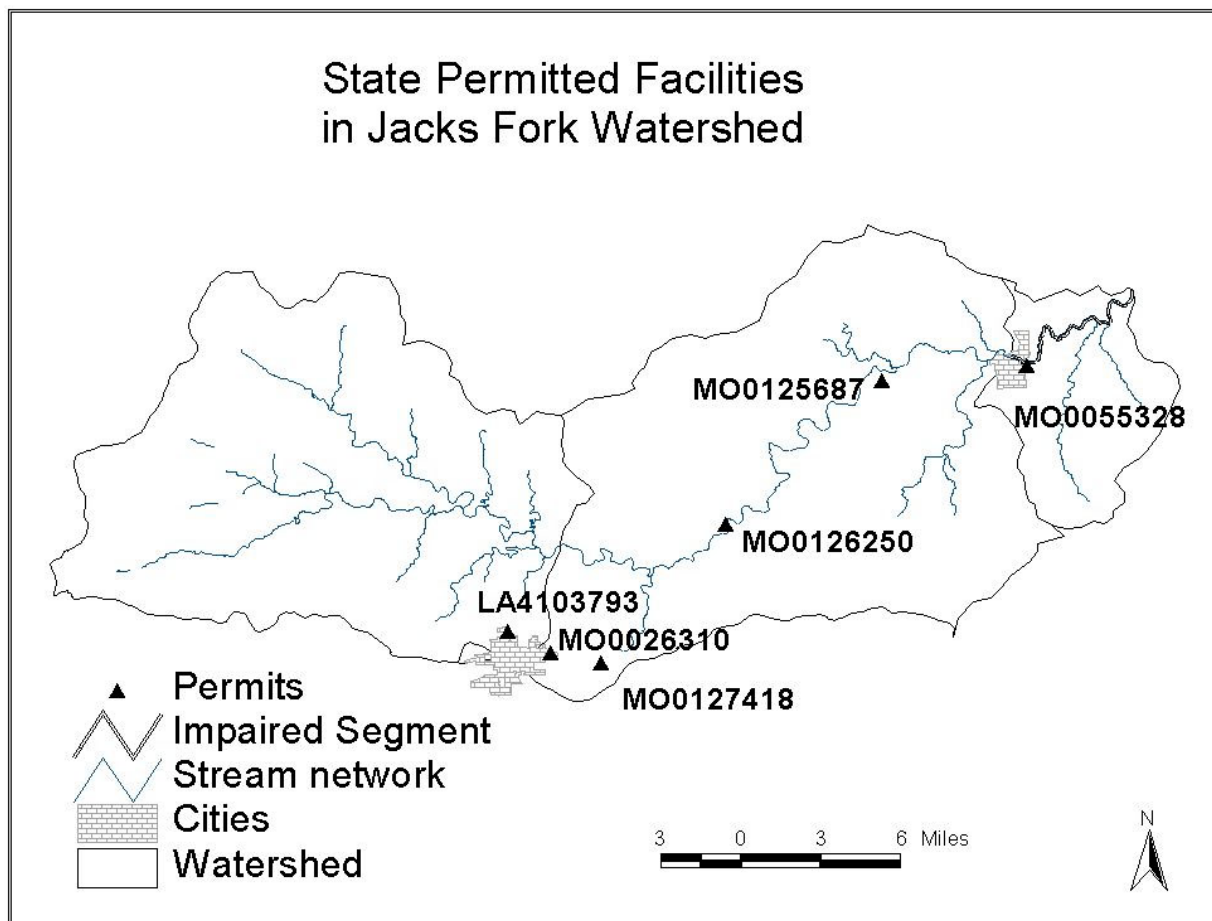 State Permitted Facilities
in Jacks Fork Watershed
MO0125687
MO0055328
MO0126250
LA4103793
MO0026310
MO0127418
Permits
Impaired Segment
Stream network
Cities
Watershed
3 0 3 6 Miles
N